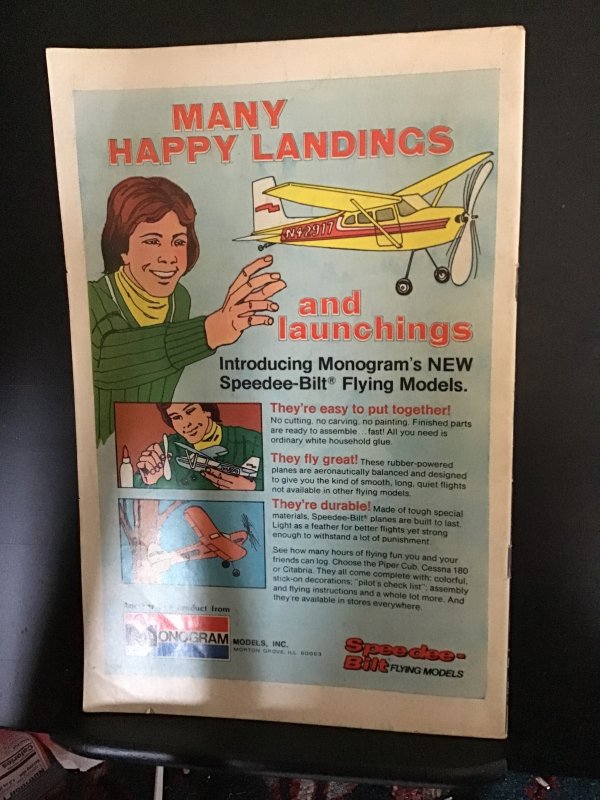 MANY
HAPPY LANDINGS
N42917
and
launchings
Introducing Monogram's NEW
Speedee-Bilt® Flying Models.
They're easy to put together!
No cutting, no carving, no painting. Finished parts
are ready to assemble...fast! All you need is
ordinary white household glue.
They fly great! These rubber-powered
planes are aeronautically balanced and designed
to give you the kind of smooth, long, quiet flights
not available in other flying models.
They're durable! Made of tough special
materials, Speedee-Bilt® planes are built to last.
Light as a feather for better flights yet strong
enough to withstand a lot of punishment.
See how many hours of flying fun you and your
friends can log. Choose the Piper Cub, Cessna 180
or Citabria. They all come complete with: colorful,
stick-on decorations; "pilot's check list"; assembly
and flying instructions and a whole lot more. And
they're available in stores everywhere.
product from
MONOGRAM MODELS, INC.
MORTON GROVE, ILL. 60053
Speedee-
Bilt FLYING MODELS
Calories